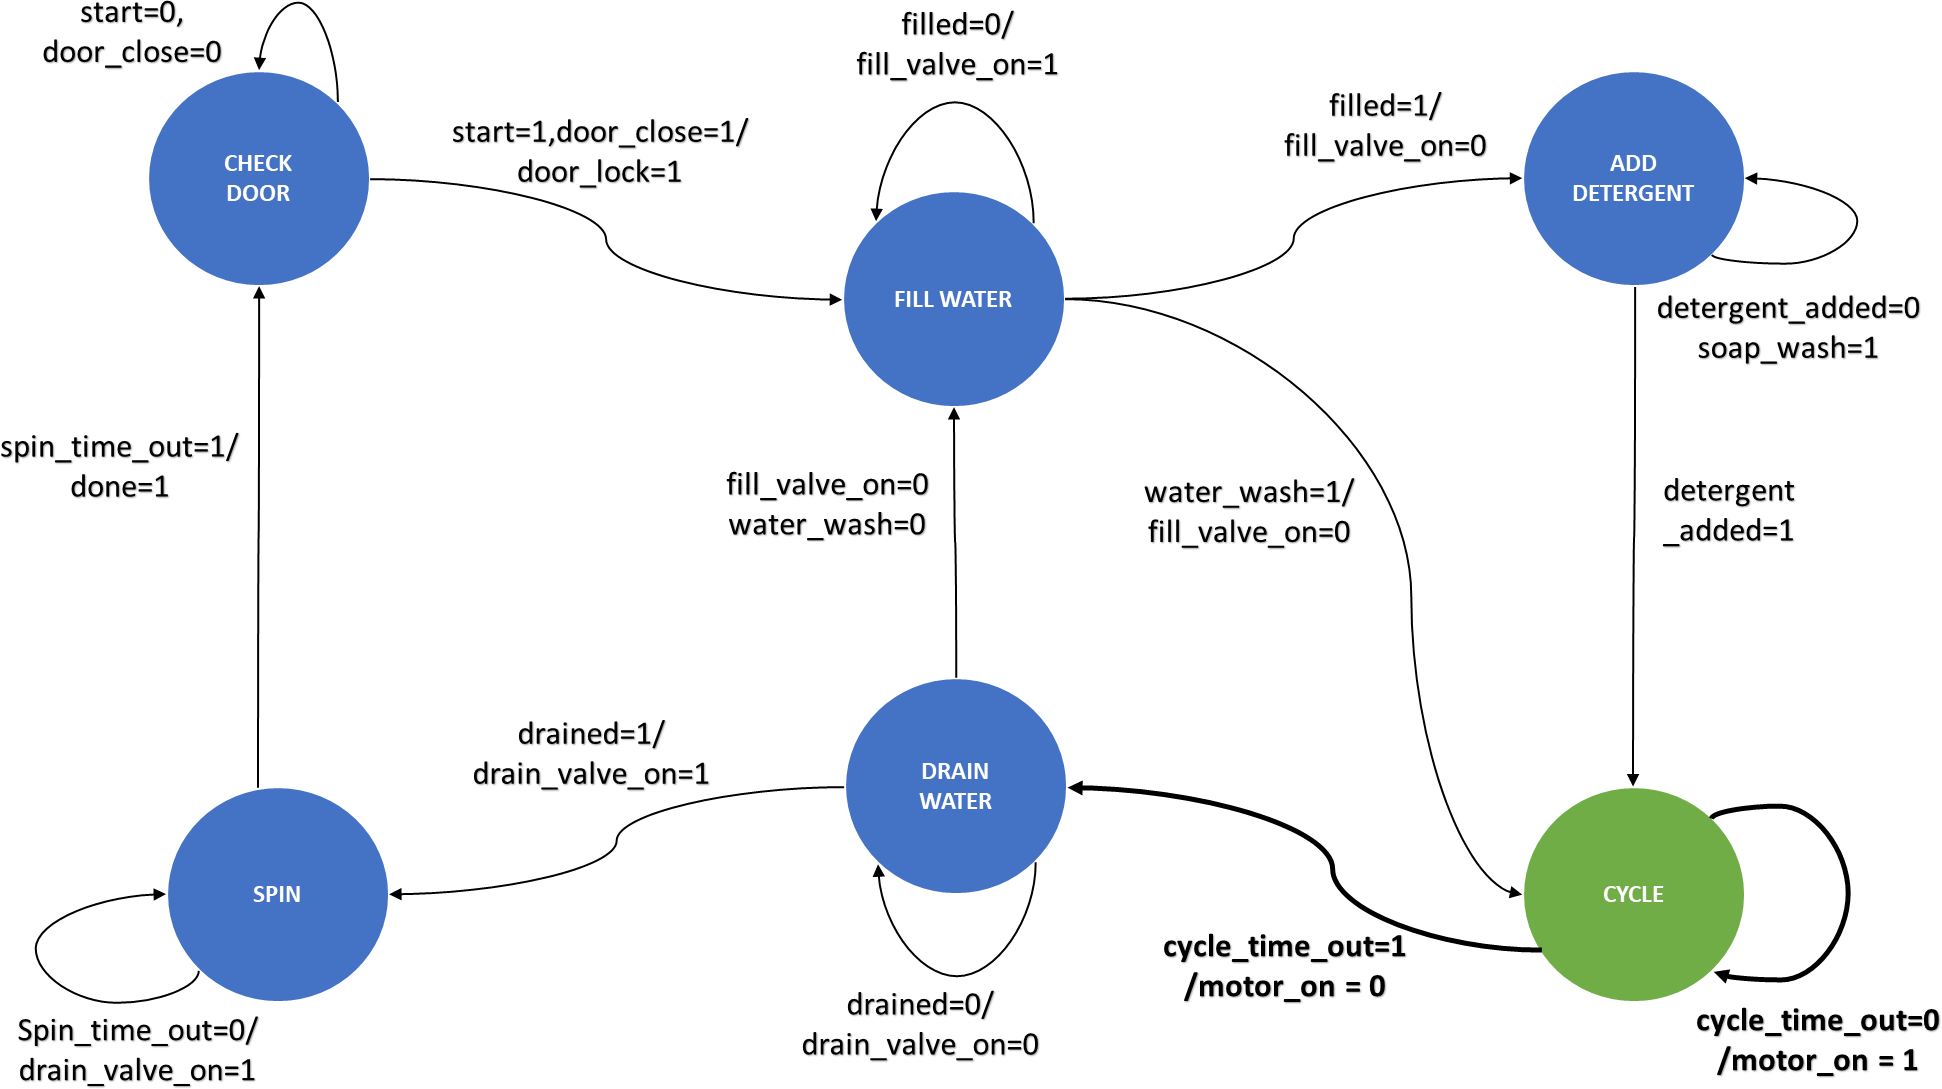 start=0,
door_close=0
filled=0/
fill_valve_on=1
filled=1/
fill_valve_on=0
start=1,door_close=1/
door_lock=1
CHECK
DOOR
ADD
DETERGENT
FILL WATER
detergent_added=0
soap_wash=1
spin_time_out=1/
done=1
fill_valve_on=0
water_wash=0
water_wash=1/
fill_valve_on=0
detergent
_added=1
drained=1/
drain_valve_on=1
DRAIN
WATER
SPIN
CYCLE
cycle_time_out=1
/motor_on = 0
drained=0/
drain_valve_on=0
Spin_time_out=0/
drain_valve_on=1
cycle_time_out=0
/motor_on = 1